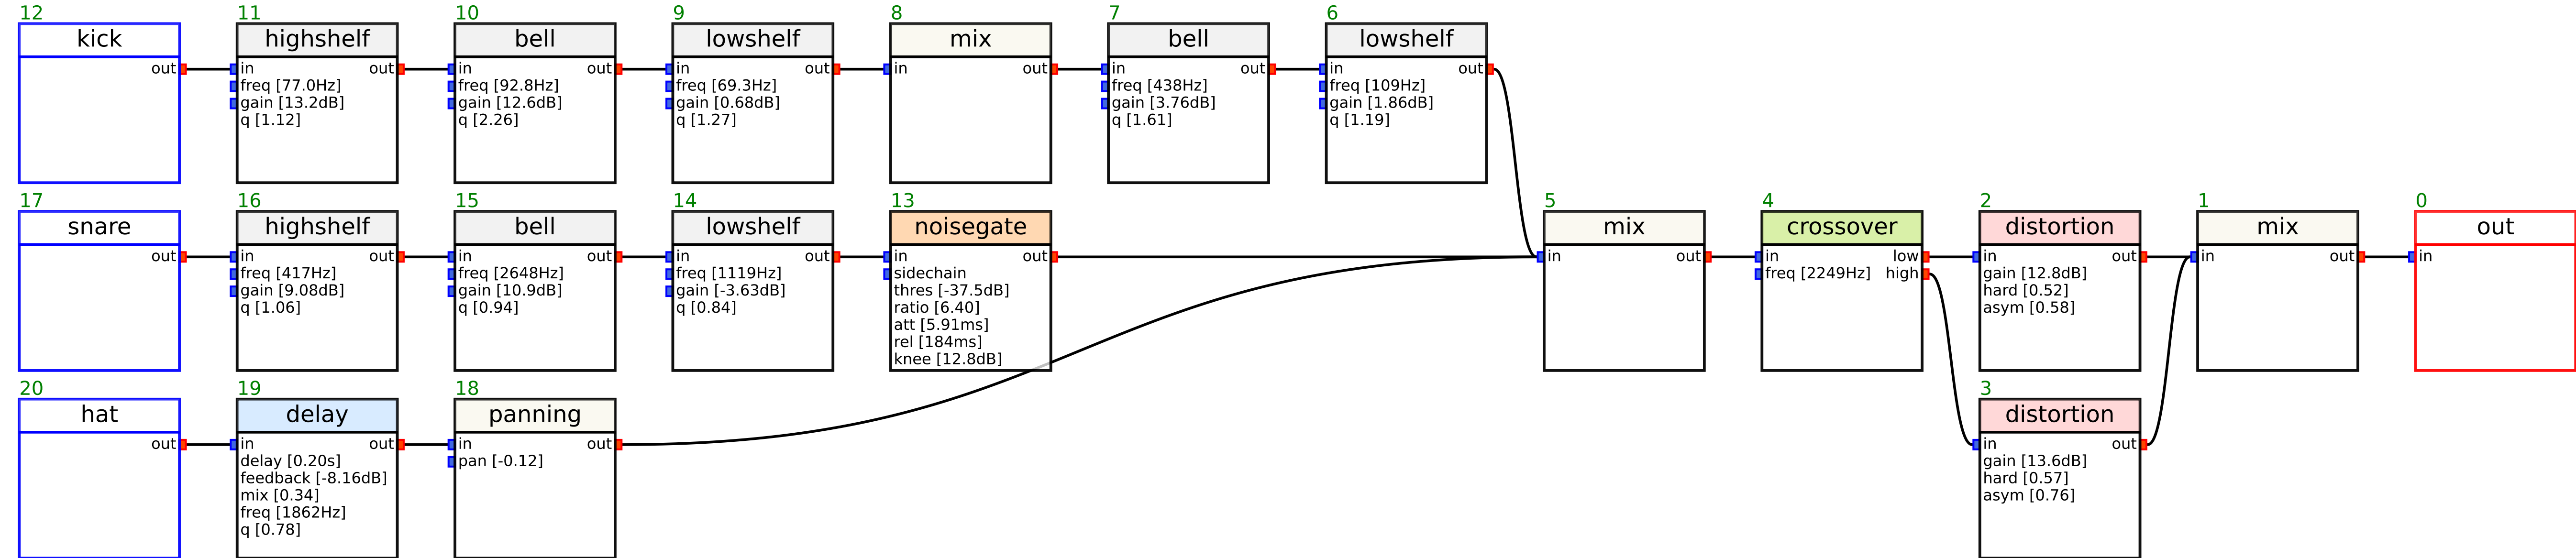 12
kick
out
11
highshelf
in out
freq [77.0Hz]
gain [13.2dB]
q [1.12]
10
bell
in out
freq [92.8Hz]
gain [12.6dB]
q [2.26]
9
lowshelf
in out
freq [69.3Hz]
gain [0.68dB]
q [1.27]
8
mix
in out
7
bell
in out
freq [438Hz]
gain [3.76dB]
q [1.61]
6
lowshelf
in out
freq [109Hz]
gain [1.86dB]
q [1.19]
17
snare
out
16
highshelf
in out
freq [417Hz]
gain [9.08dB]
q [1.06]
15
bell
in out
freq [2648Hz]
gain [10.9dB]
q [0.94]
14
lowshelf
in out
freq [1119Hz]
gain [-3.63dB]
q [0.84]
13
noisegate
in out
sidechain
thres [-37.5dB]
ratio [6.40]
att [5.91ms]
rel [184ms]
knee [12.8dB]
5
mix
in out
4
crossover
in low
freq [2249Hz] high
2
distortion
in out
gain [12.8dB]
hard [0.52]
asym [0.58]
1
mix
in out
0
out
in
20
hat
out
19
delay
in out
delay [0.20s]
feedback [-8.16dB]
mix [0.34]
freq [1862Hz]
q [0.78]
18
panning
in out
pan [-0.12]
3
distortion
in out
gain [13.6dB]
hard [0.57]
asym [0.76]